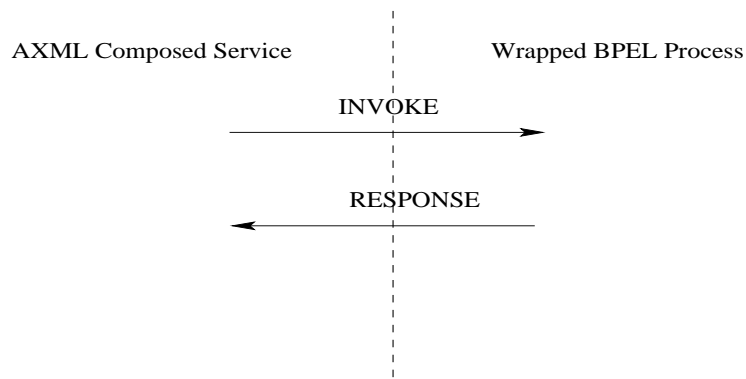 AXML Composed Service
Wrapped BPEL Process
INVOKE
RESPONSE